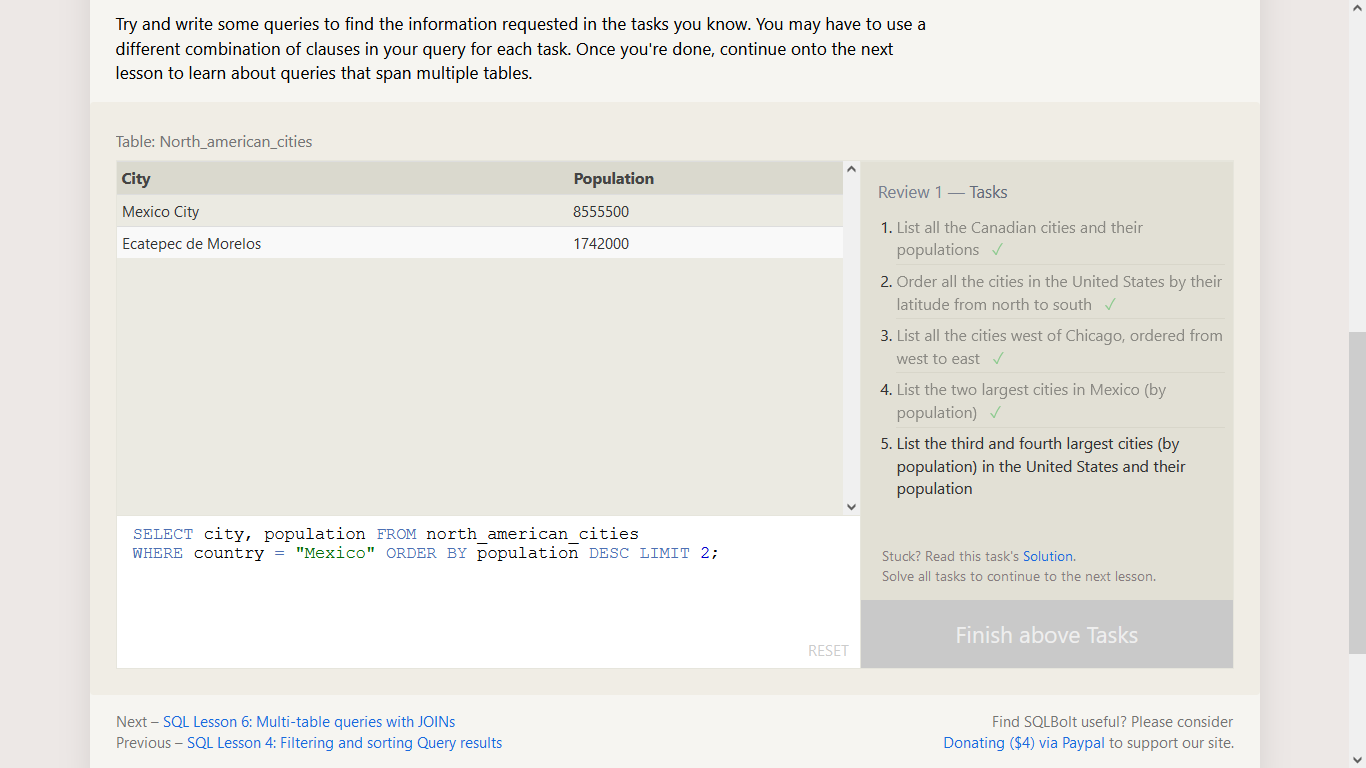 Try and write some queries to find the information requested in the tasks you know. You may have to use a
different combination of clauses in your query for each task. Once you're done, continue onto the next
lesson to learn about queries that span multiple tables.
Table: North_american_cities
City Population
Mexico City 8555500
Ecatepec de Morelos 1742000
SELECT city, population FROM north_american_cities
WHERE country = "Mexico" ORDER BY population DESC LIMIT 2;
RESET
Review 1 — Tasks
1. List all the Canadian cities and their
populations ✓
2. Order all the cities in the United States by their
latitude from north to south ✓
3. List all the cities west of Chicago, ordered from
west to east ✓
4. List the two largest cities in Mexico (by
population) ✓
5. List the third and fourth largest cities (by
population) in the United States and their
population
Stuck? Read this task's Solution.
Solve all tasks to continue to the next lesson.
Finish above Tasks
Next – SQL Lesson 6: Multi-table queries with JOINs
Previous – SQL Lesson 4: Filtering and sorting Query results
Find SQLBolt useful? Please consider
Donating ($4) via Paypal to support our site.